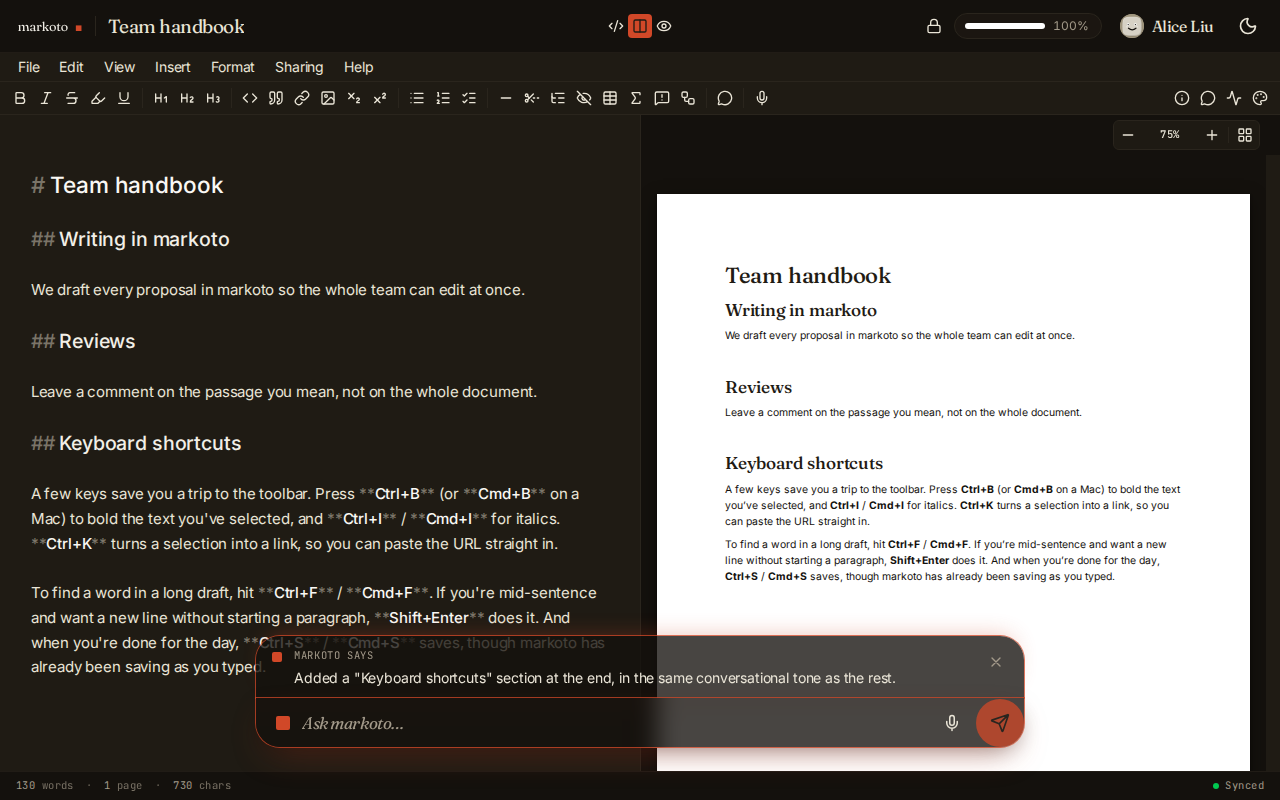 markoto
Team handbook
100%
Alice Liu
File Edit View Insert Format Sharing Help
H1 H2 H3
75%
# Team handbook
## Writing in markoto
We draft every proposal in markoto so the whole team can edit at once.
## Reviews
Leave a comment on the passage you mean, not on the whole document.
## Keyboard shortcuts
A few keys save you a trip to the toolbar. Press **Ctrl+B** (or **Cmd+B** on a
Mac) to bold the text you've selected, and **Ctrl+I** / **Cmd+I** for italics.
**Ctrl+K** turns a selection into a link, so you can paste the URL straight in.
To find a word in a long draft, hit **Ctrl+F** / **Cmd+F**. If you're mid-sentence
and want a new line without starting a paragraph, **Shift+Enter** does it. And
when you're done for the day, **Ctrl+S** / **Cmd+S** saves, though markoto has
already been saving as you typed.
Team handbook
Writing in markoto
We draft every proposal in markoto so the whole team can edit at once.
Reviews
Leave a comment on the passage you mean, not on the whole document.
Keyboard shortcuts
A few keys save you a trip to the toolbar. Press Ctrl+B (or Cmd+B on a Mac) to bold the text
you've selected, and Ctrl+I / Cmd+I for italics. Ctrl+K turns a selection into a link, so you
can paste the URL straight in.
To find a word in a long draft, hit Ctrl+F / Cmd+F. If you're mid-sentence and want a new
line without starting a paragraph, Shift+Enter does it. And when you're done for the day,
Ctrl+S / Cmd+S saves, though markoto has already been saving as you typed.
MARKOTO SAYS
Added a "Keyboard shortcuts" section at the end, in the same conversational tone as the rest.
Ask markoto...
130 words · 1 page · 730 chars
Synced